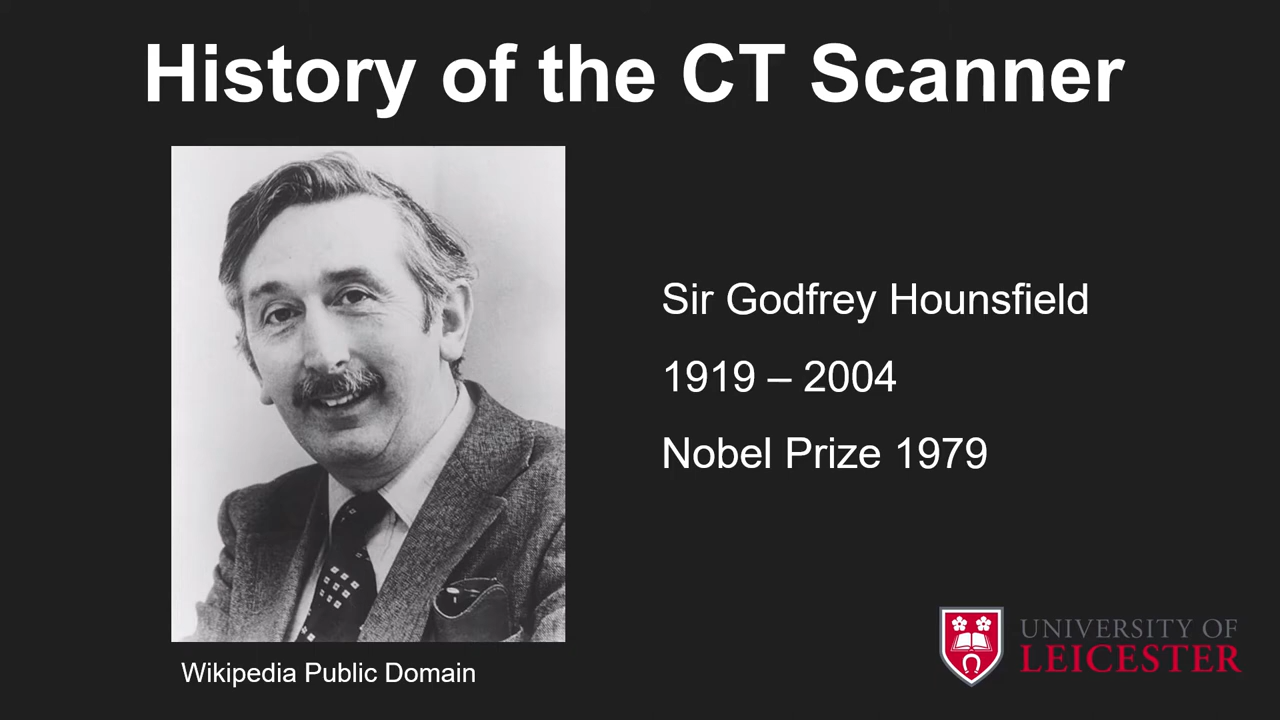 History of the CT Scanner
Sir Godfrey Hounsfield
1919 – 2004
Nobel Prize 1979
Wikipedia Public Domain
UNIVERSITY OF
LEICESTER